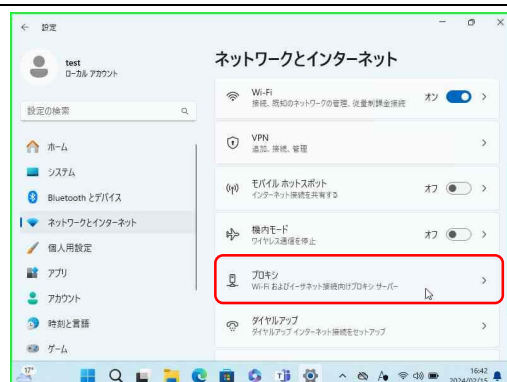 設定
test
ローカル アカウント
設定の検索
ホーム
システム
Bluetooth とデバイス
ネットワークとインターネット
個人用設定
アプリ
アカウント
時刻と言語
ゲーム
ネットワークとインターネット
Wi-Fi
接続、既知のネットワークの管理、従量制課金接続
オン
VPN
追加、接続、管理
モバイル ホットスポット
インターネット接続を共有する
オフ
機内モード
ワイヤレス通信を停止
オフ
プロキシ
Wi-Fi およびイーサネット接続向けプロキシ サーバー
ダイヤルアップ
ダイヤルアップ インターネット接続をセットアップ
17°
A
16:42
2024/02/15